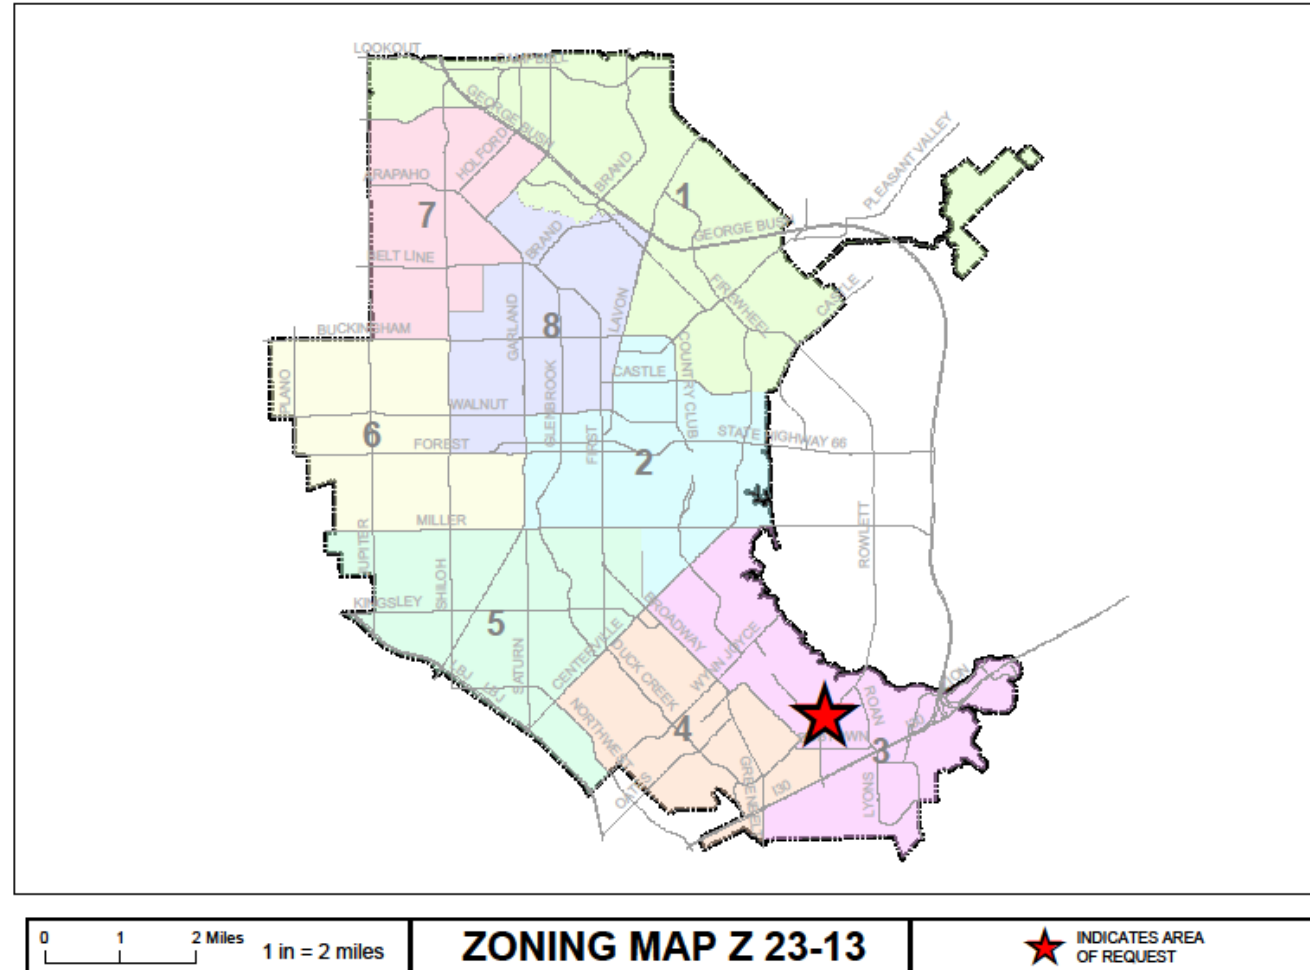 LOOKOUT
CAMPBELL
GEORGE BUSH
HOLFORD
BRAND
PLEASANT VALLEY
ARAPAHO
7
1
GEORGE BUSH
BRAND
BELT LINE
FIREWHEEL
CASTLE
LAVON
GARLAND
8
BUCKINGHAM
COUNTRY CLUB
CASTLE
PLANO
GLENBROOK
WALNUT
6
FOREST
FIRST
STATE HIGHWAY 66
2
MILLER
JUPITER
ROWLETT
SHILOH
KINGSLEY
5
BROADWAY
CENTERVILLE
WYNN JOYCE
SATURN
DUCK CREEK
LBJ
LBJ
NORTHWEST
ROAN
4
I30
3
LYONS
I30
0 1 2 Miles
1 in = 2 miles
ZONING MAP Z 23-13
INDICATES AREA
OF REQUEST